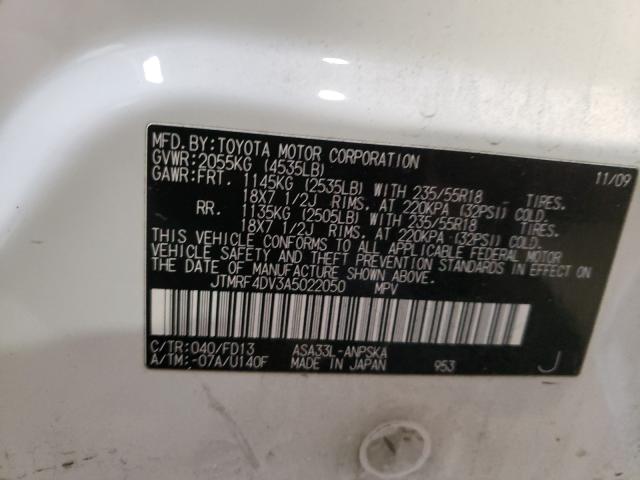 MFD.BY:TOYOTA MOTOR CORPORATION 11/09
GVWR:2055KG (4535LB)
GAWR:FRT. 1145KG (2535LB) WITH 235/55R18 TIRES.
18X7 1/2J RIMS. AT 220KPA (32PSI) COLD.
RR. 1135KG (2505LB) WITH 235/55R18 TIRES.
18X7 1/2J RIMS. AT 220KPA (32PSI) COLD.
THIS VEHICLE CONFORMS TO ALL APPLICABLE FEDERAL MOTOR
VEHICLE SAFETY AND THEFT PREVENTION STANDARDS IN EFFECT ON
THE DATE OF MANUFACTURE SHOWN ABOVE.
JTMRF4DV3A5022050 MPV
C/TR:040/FD13 ASA33L-ANPSKA
A/TM:-07A/U140F MADE IN JAPAN 953 J